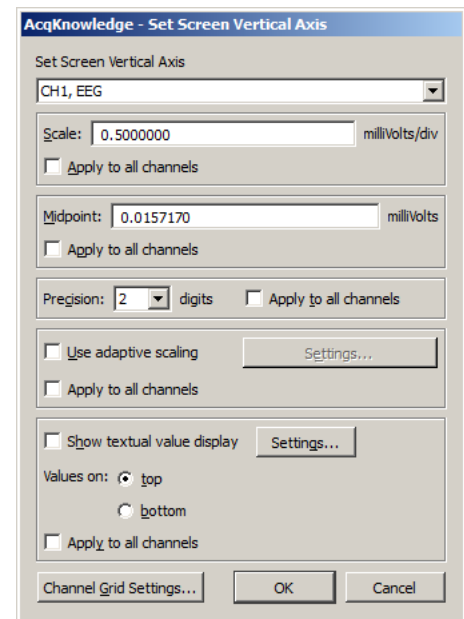 AcqKnowledge - Set Screen Vertical Axis
Set Screen Vertical Axis
CH1, EEG
Scale: 0.5000000 milliVolts/div
Apply to all channels
Midpoint: 0.0157170 milliVolts
Apply to all channels
Precision: 2 digits Apply to all channels
Use adaptive scaling Settings...
Apply to all channels
Show textual value display Settings...
Values on: top
bottom
Apply to all channels
Channel Grid Settings... OK Cancel